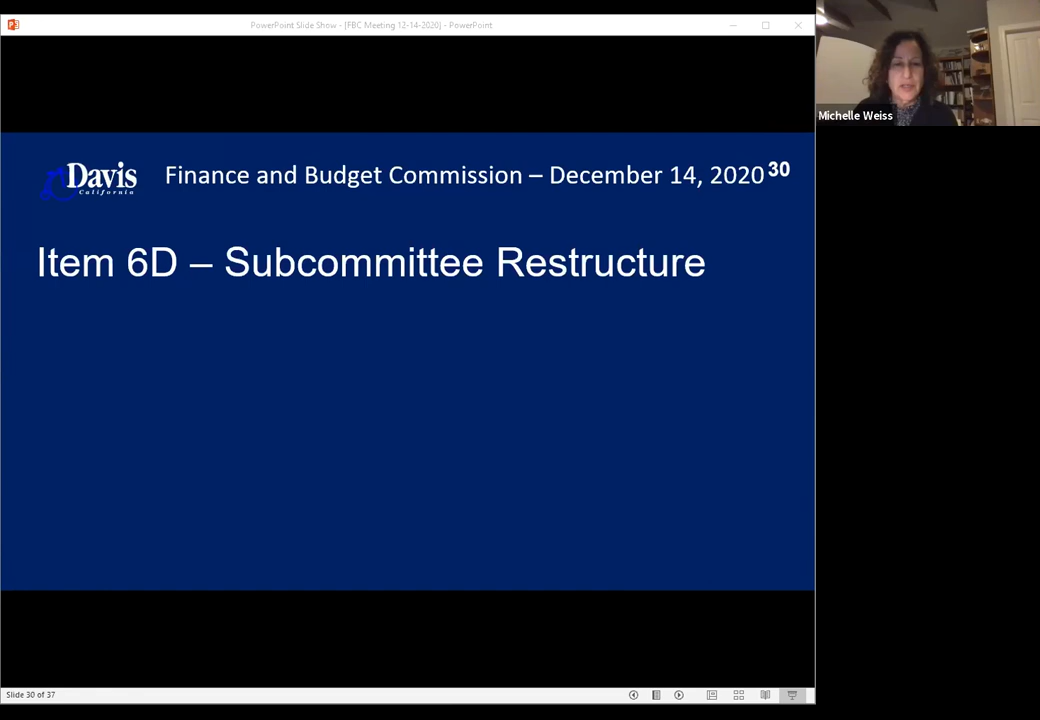 PowerPoint Slide Show - [FBC Meeting 12-14-2020] - PowerPoint
Michelle Weiss
Davis
California
Finance and Budget Commission – December 14, 2020
30
Item 6D – Subcommittee Restructure
Slide 30 of 37